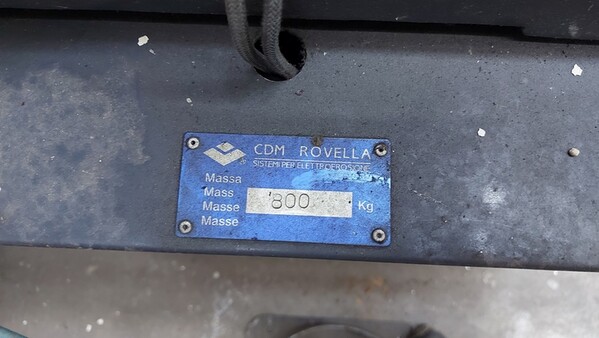 CDM ROVELLA
SISTEMI PER ELETTROEROSIONE
Massa
Mass
Masse
Masse
800 Kg